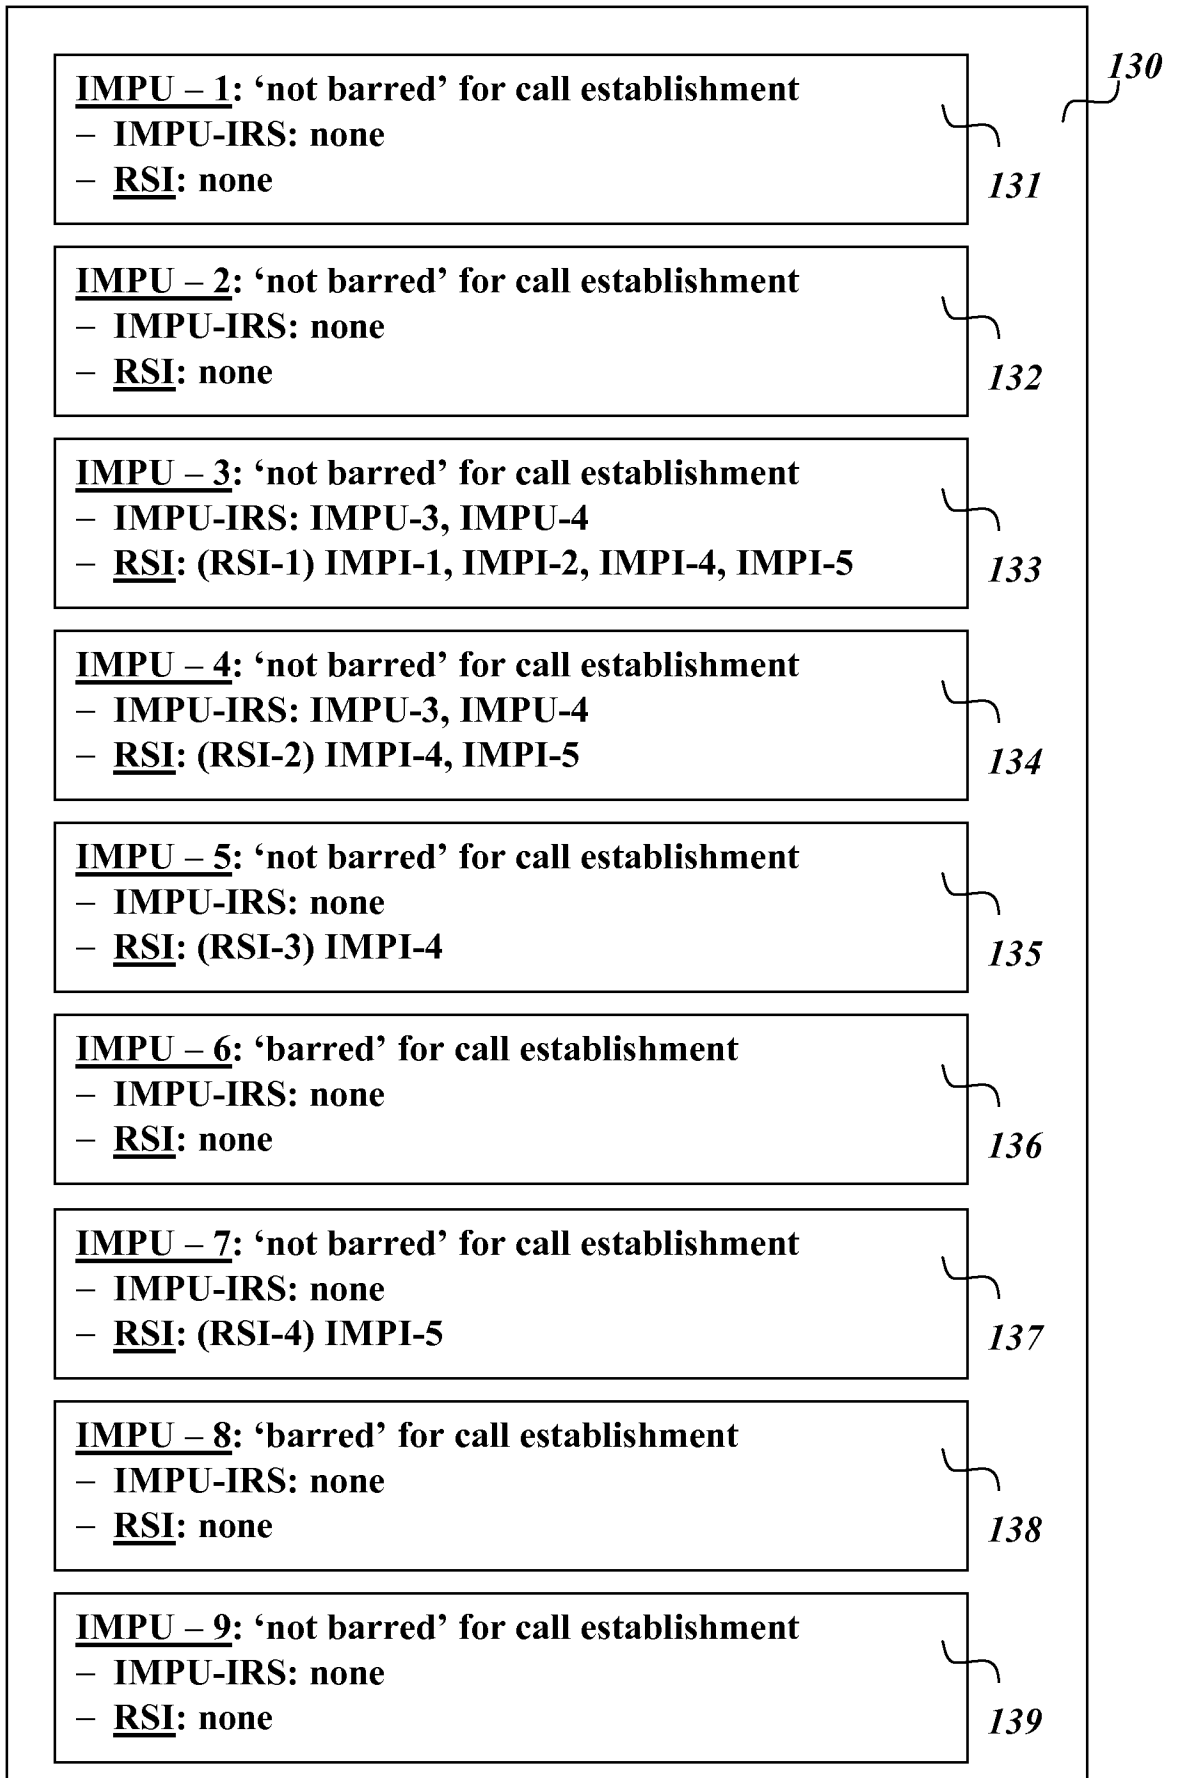 130
IMPU – 1: ‘not barred’ for call establishment
– IMPU-IRS: none
– RSI: none
131
IMPU – 2: ‘not barred’ for call establishment
– IMPU-IRS: none
– RSI: none
132
IMPU – 3: ‘not barred’ for call establishment
– IMPU-IRS: IMPU-3, IMPU-4
– RSI: (RSI-1) IMPI-1, IMPI-2, IMPI-4, IMPI-5
133
IMPU – 4: ‘not barred’ for call establishment
– IMPU-IRS: IMPU-3, IMPU-4
– RSI: (RSI-2) IMPI-4, IMPI-5
134
IMPU – 5: ‘not barred’ for call establishment
– IMPU-IRS: none
– RSI: (RSI-3) IMPI-4
135
IMPU – 6: ‘barred’ for call establishment
– IMPU-IRS: none
– RSI: none
136
IMPU – 7: ‘not barred’ for call establishment
– IMPU-IRS: none
– RSI: (RSI-4) IMPI-5
137
IMPU – 8: ‘barred’ for call establishment
– IMPU-IRS: none
– RSI: none
138
IMPU – 9: ‘not barred’ for call establishment
– IMPU-IRS: none
– RSI: none
139